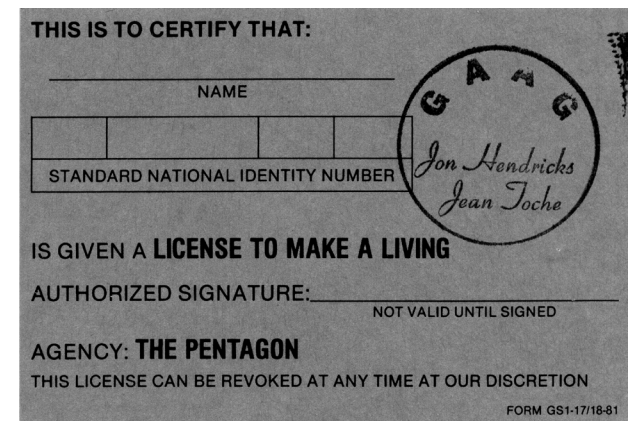 THIS IS TO CERTIFY THAT:
NAME
STANDARD NATIONAL IDENTITY NUMBER
G A A G
Jon Hendricks
Jean Toche
IS GIVEN A LICENSE TO MAKE A LIVING
AUTHORIZED SIGNATURE:
NOT VALID UNTIL SIGNED
AGENCY: THE PENTAGON
THIS LICENSE CAN BE REVOKED AT ANY TIME AT OUR DISCRETION
FORM GS1-17/18-81